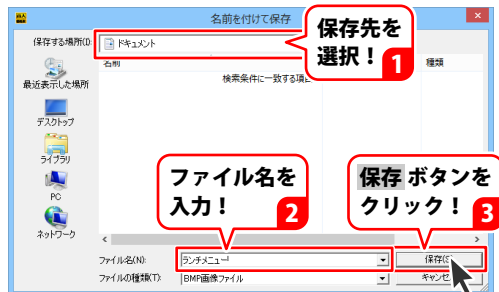 名前を付けて保存
保存する場所(I):
ドキュメント
保存先を
選択！
1
名前
種類
検索条件に一致する項目
最近表示した場所
デスクトップ
ライブラリ
PC
ネットワーク
ファイル名を
入力！
2
保存 ボタンを
クリック！
3
ファイル名(N):
ランチメニュー
保存(S)
ファイルの種類(T):
BMP画像ファイル
キャンセ